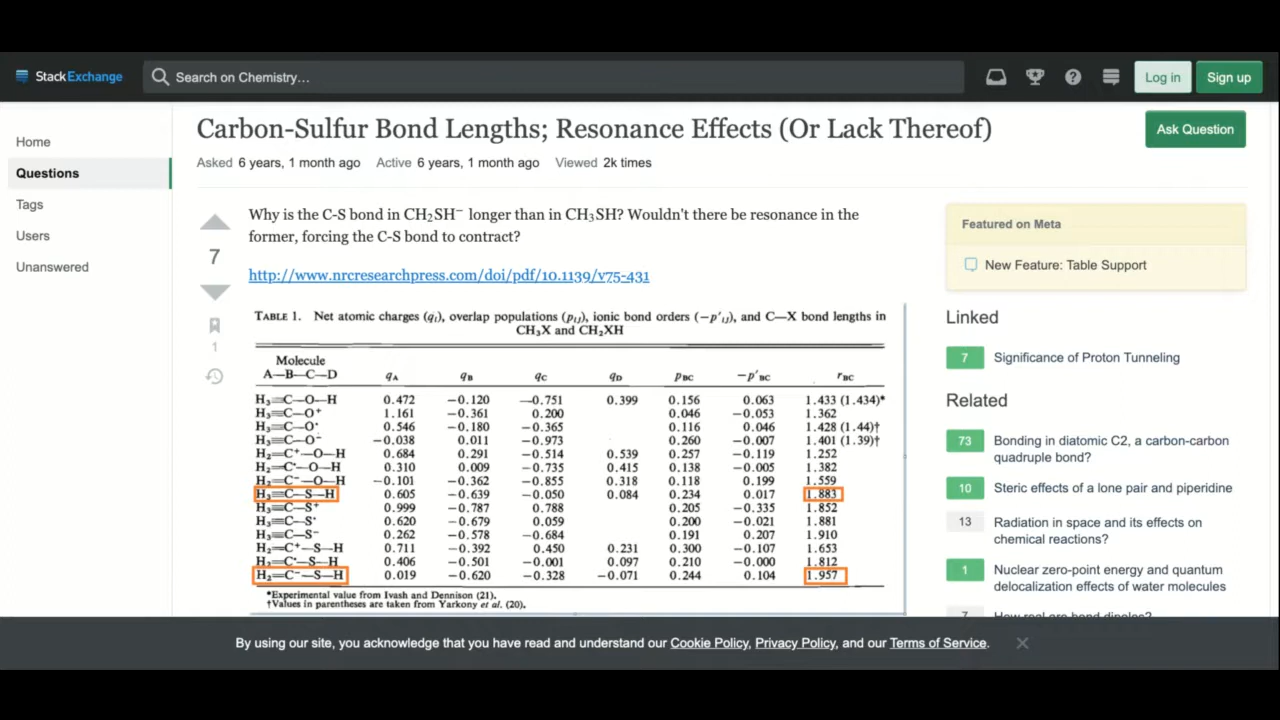 StackExchange
Search on Chemistry...
Log in
Sign up
Home
Questions
Tags
Users
Unanswered
Carbon-Sulfur Bond Lengths; Resonance Effects (Or Lack Thereof)
Ask Question
Asked 6 years, 1 month ago Active 6 years, 1 month ago Viewed 2k times
7
1
Why is the C-S bond in CH₂SH⁻ longer than in CH₃SH? Wouldn't there be resonance in the
former, forcing the C-S bond to contract?
http://www.nrcresearchpress.com/doi/pdf/10.1139/v75-431
TABLE 1. Net atomic charges (qᵢ), overlap populations (pᵢⱼ), ionic bond orders (−p′ᵢⱼ), and C—X bond lengths in
CH₃X and CH₂XH
Molecule
A—B—C—D qA qB qC qD pBC −p′BC rBC
H₃≡C—O—H 0.472 −0.120 −0.751 0.399 0.156 0.063 1.433 (1.434)*
H₃≡C—O⁺ 1.161 −0.361 0.200 0.046 −0.053 1.362
H₃≡C—O˙ 0.546 −0.180 −0.365 0.116 0.046 1.428 (1.44)†
H₃≡C—O⁻ −0.038 0.011 −0.973 0.260 −0.007 1.401 (1.39)†
H₂═C⁺—O—H 0.684 0.291 −0.514 0.539 0.257 −0.119 1.252
H₂═C˙—O—H 0.310 0.009 −0.735 0.415 0.138 −0.005 1.382
H₂═C⁻—O—H −0.101 −0.362 −0.855 0.318 0.118 0.199 1.559
H₃≡C—S—H 0.605 −0.639 −0.050 0.084 0.234 0.017 1.883
H₃≡C—S⁺ 0.999 −0.787 0.788 0.205 −0.335 1.852
H₃≡C—S˙ 0.620 −0.679 0.059 0.200 −0.021 1.881
H₃≡C—S⁻ 0.262 −0.578 −0.684 0.191 0.207 1.910
H₂═C⁺—S—H 0.711 −0.392 0.450 0.231 0.300 −0.107 1.653
H₂═C˙—S—H 0.406 −0.501 −0.001 0.097 0.210 −0.000 1.812
H₂═C⁻—S—H 0.019 −0.620 −0.328 −0.071 0.244 0.104 1.957
*Experimental value from Ivash and Dennison (21).
†Values in parentheses are taken from Yarkony et al. (20).
Featured on Meta
New Feature: Table Support
Linked
7 Significance of Proton Tunneling
Related
73 Bonding in diatomic C2, a carbon-carbon
quadruple bond?
10 Steric effects of a lone pair and piperidine
13 Radiation in space and its effects on
chemical reactions?
1 Nuclear zero-point energy and quantum
delocalization effects of water molecules
7 How real are bond dipoles?
By using our site, you acknowledge that you have read and understand our Cookie Policy, Privacy Policy, and our Terms of Service.